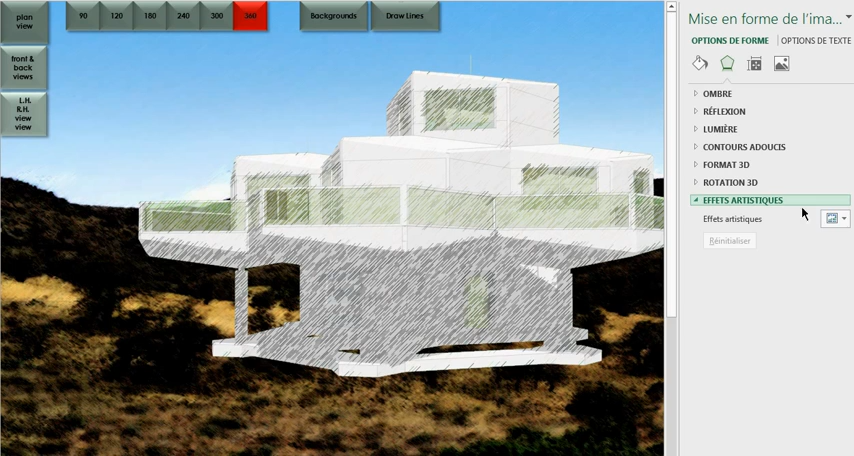 plan
view
90
120
180
240
300
360
Backgrounds
Draw Lines
front &
back
views
L.H.
R.H.
view
view
Mise en forme de l'ima...
OPTIONS DE FORME
OPTIONS DE TEXTE
OMBRE
RÉFLEXION
LUMIÈRE
CONTOURS ADOUCIS
FORMAT 3D
ROTATION 3D
EFFETS ARTISTIQUES
Effets artistiques
Réinitialiser